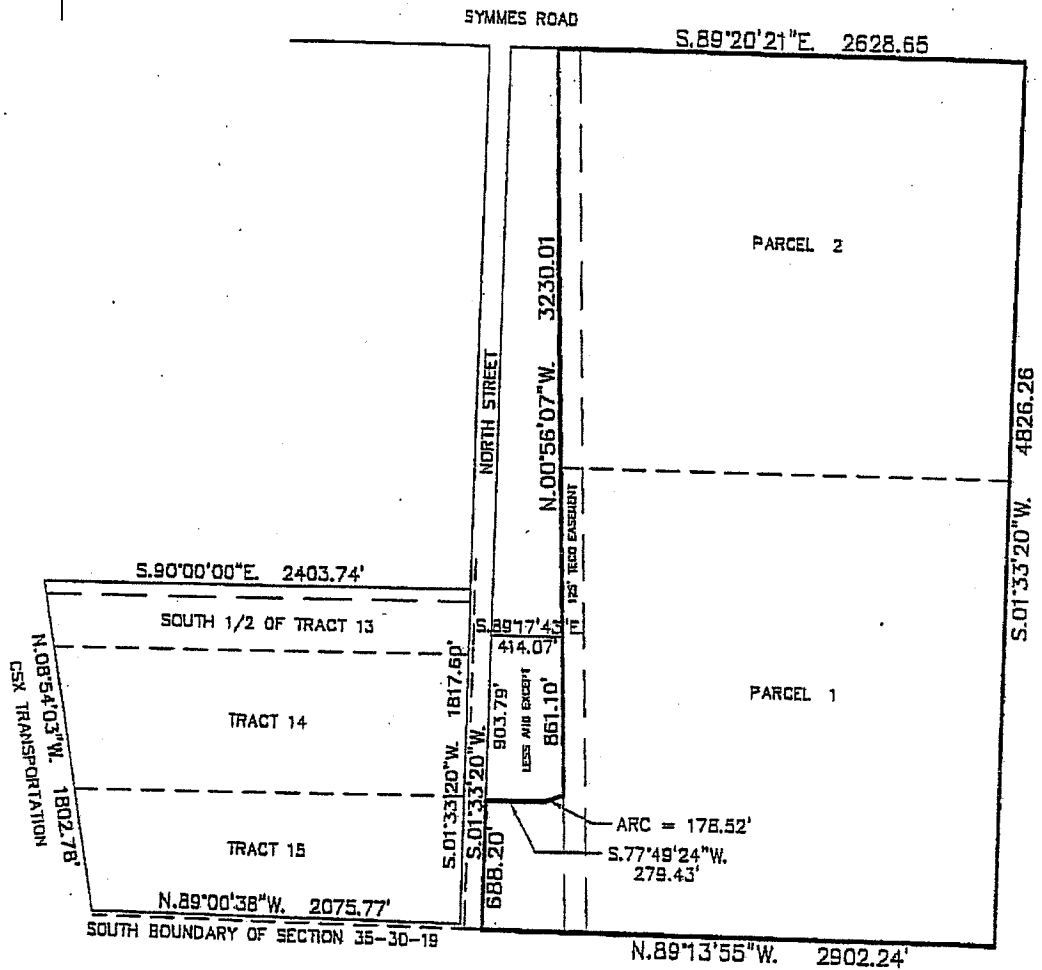 SYMMES ROAD
S.89°20'21"E. 2628.65
PARCEL 2
N.00°56'07"W. 3230.01
NORTH STREET
S.01°33'20"W. 4826.26
125' TECO EASEMENT
S.90°00'00"E. 2403.74'
SOUTH 1/2 OF TRACT 13
S.89°17'43"E
414.07'
N.08°54'03"W. 1802.78'
CSX TRANSPORTATION
TRACT 14
S.01°33'20"W. 1817.60'
S.01°33'20"W.
903.79'
LESS AND EXCEPT
861.10'
PARCEL 1
TRACT 15
688.20'
ARC = 178.52'
S.77°49'24"W.
279.43'
N.89°00'38"W. 2075.77'
SOUTH BOUNDARY OF SECTION 35-30-19
N.89°13'55"W. 2902.24'